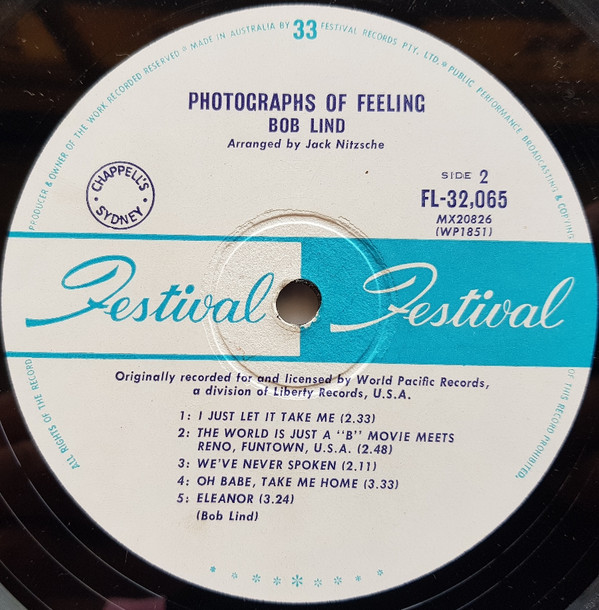 PRODUCER & OWNER OF THE WORK RECORDED RESERVED ® MADE IN AUSTRALIA BY 33 FESTIVAL RECORDS PTY. LTD. ® PUBLIC PERFORMANCE BROADCASTING & COPYING
PHOTOGRAPHS OF FEELING
BOB LIND
Arranged by Jack Nitzsche
CHAPPELL'S
SYDNEY
SIDE 2
FL-32,065
MX20826
(WP1851)
Festival Festival
Originally recorded for and licensed by World Pacific Records,
a division of Liberty Records, U.S.A.
1: I JUST LET IT TAKE ME (2.33)
2: THE WORLD IS JUST A "B" MOVIE MEETS
RENO, FUNTOWN, U.S.A. (2.48)
3: WE'VE NEVER SPOKEN (2.11)
4: OH BABE, TAKE ME HOME (3.33)
5: ELEANOR (3.24)
(Bob Lind)
ALL RIGHTS OF THE RECORD
OF THIS RECORD PROHIBITED.